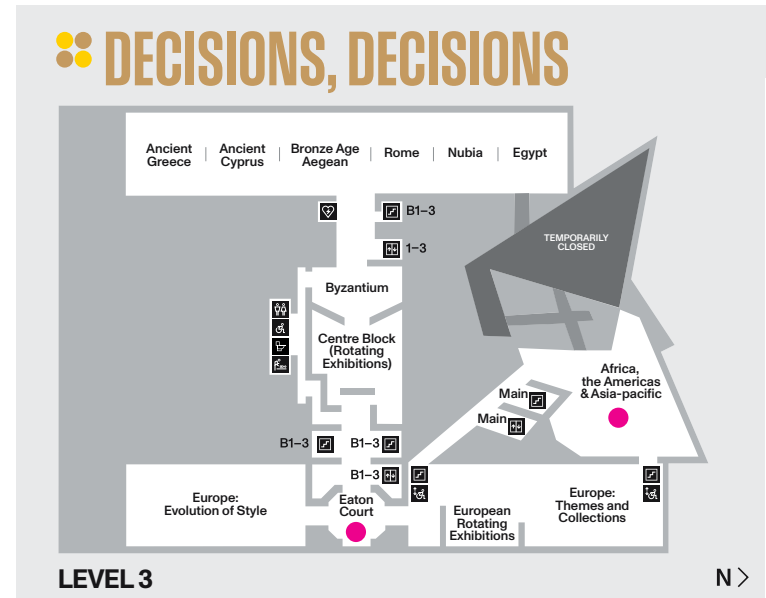 DECISIONS, DECISIONS
Ancient
Greece
Ancient
Cyprus
Bronze Age
Aegean
Rome
Nubia
Egypt
B1–3
1–3
TEMPORARILY
CLOSED
Byzantium
Centre Block
(Rotating
Exhibitions)
Africa,
the Americas
& Asia-pacific
Main
Main
B1–3
B1–3
B1–3
Europe:
Evolution of Style
Eaton
Court
European
Rotating
Exhibitions
Europe:
Themes and
Collections
LEVEL 3
N >